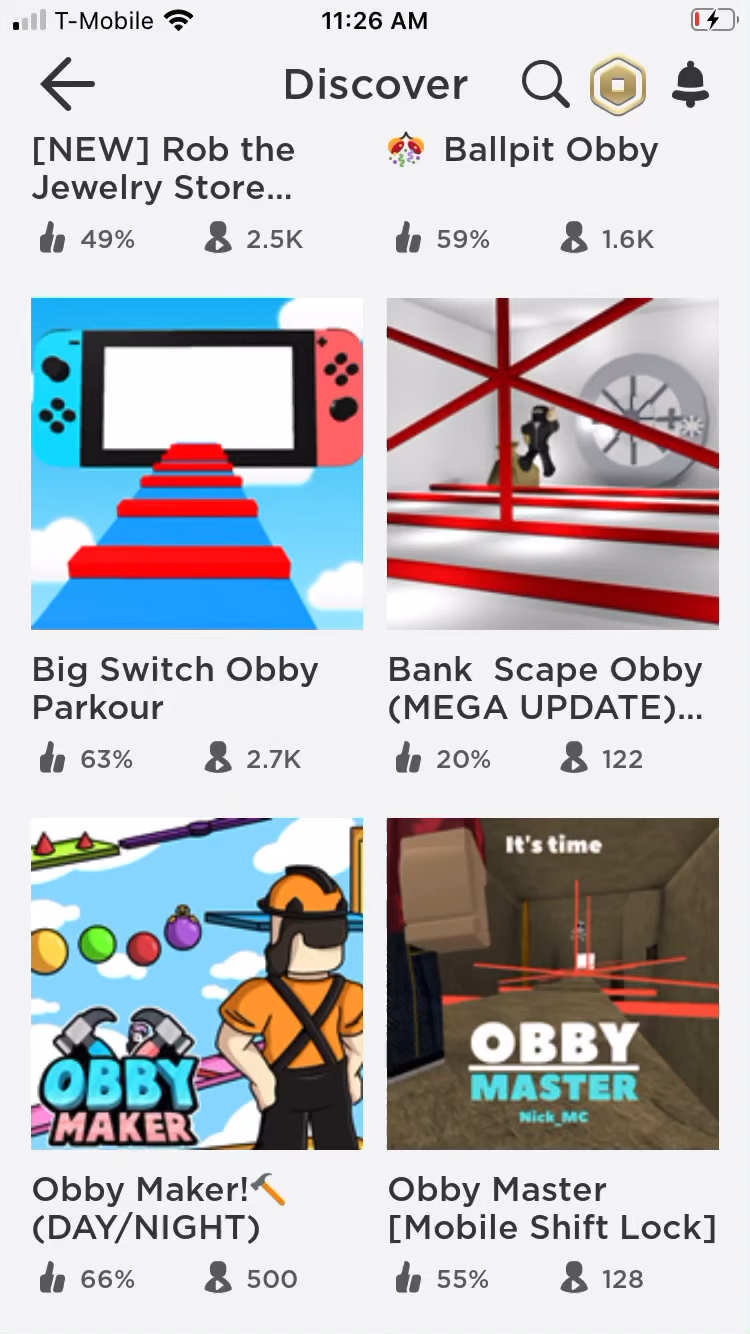 T-Mobile 11:26 AM
Discover
[NEW] Rob the
Jewelry Store...
49% 2.5K
🎊 Ballpit Obby
59% 1.6K
Big Switch Obby
Parkour
63% 2.7K
Bank  Scape Obby
(MEGA UPDATE)...
20% 122
OBBY
MAKER
Obby Maker!🔨
(DAY/NIGHT)
66% 500
It's time
OBBY
MASTER
Nick_MC
Obby Master
[Mobile Shift Lock]
55% 128